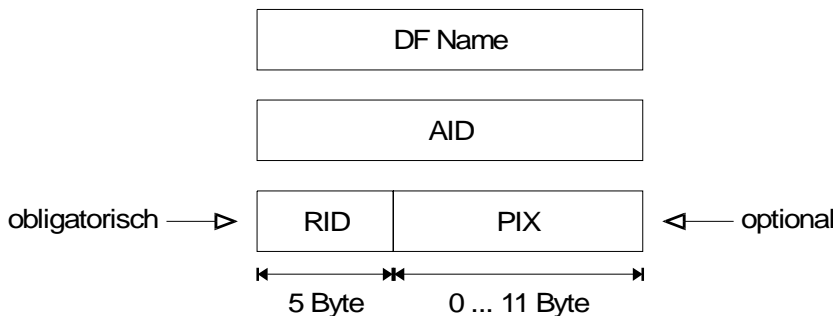 DF Name
AID
obligatorisch RID PIX optional
5 Byte 0 ... 11 Byte